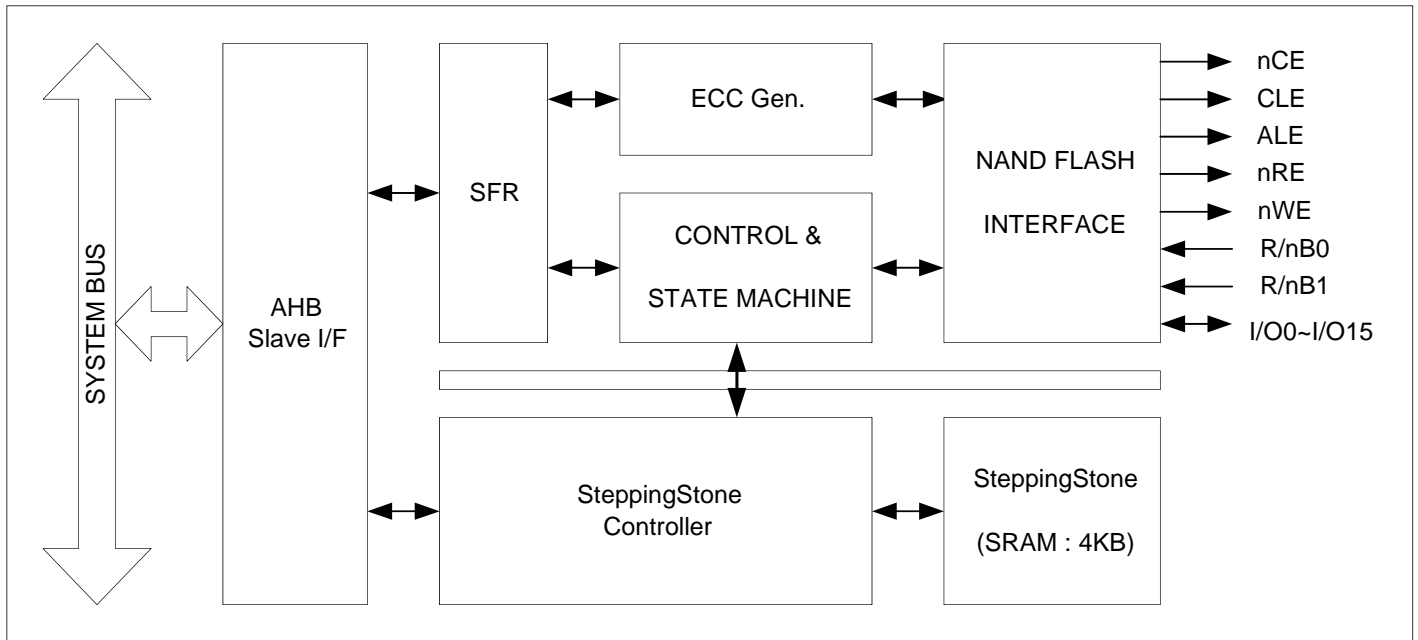 SYSTEM BUS
AHB
Slave I/F
SFR
ECC Gen.
CONTROL &
STATE MACHINE
NAND FLASH
INTERFACE
nCE
CLE
ALE
nRE
nWE
R/nB0
R/nB1
I/O0~I/O15
SteppingStone
Controller
SteppingStone
(SRAM : 4KB)